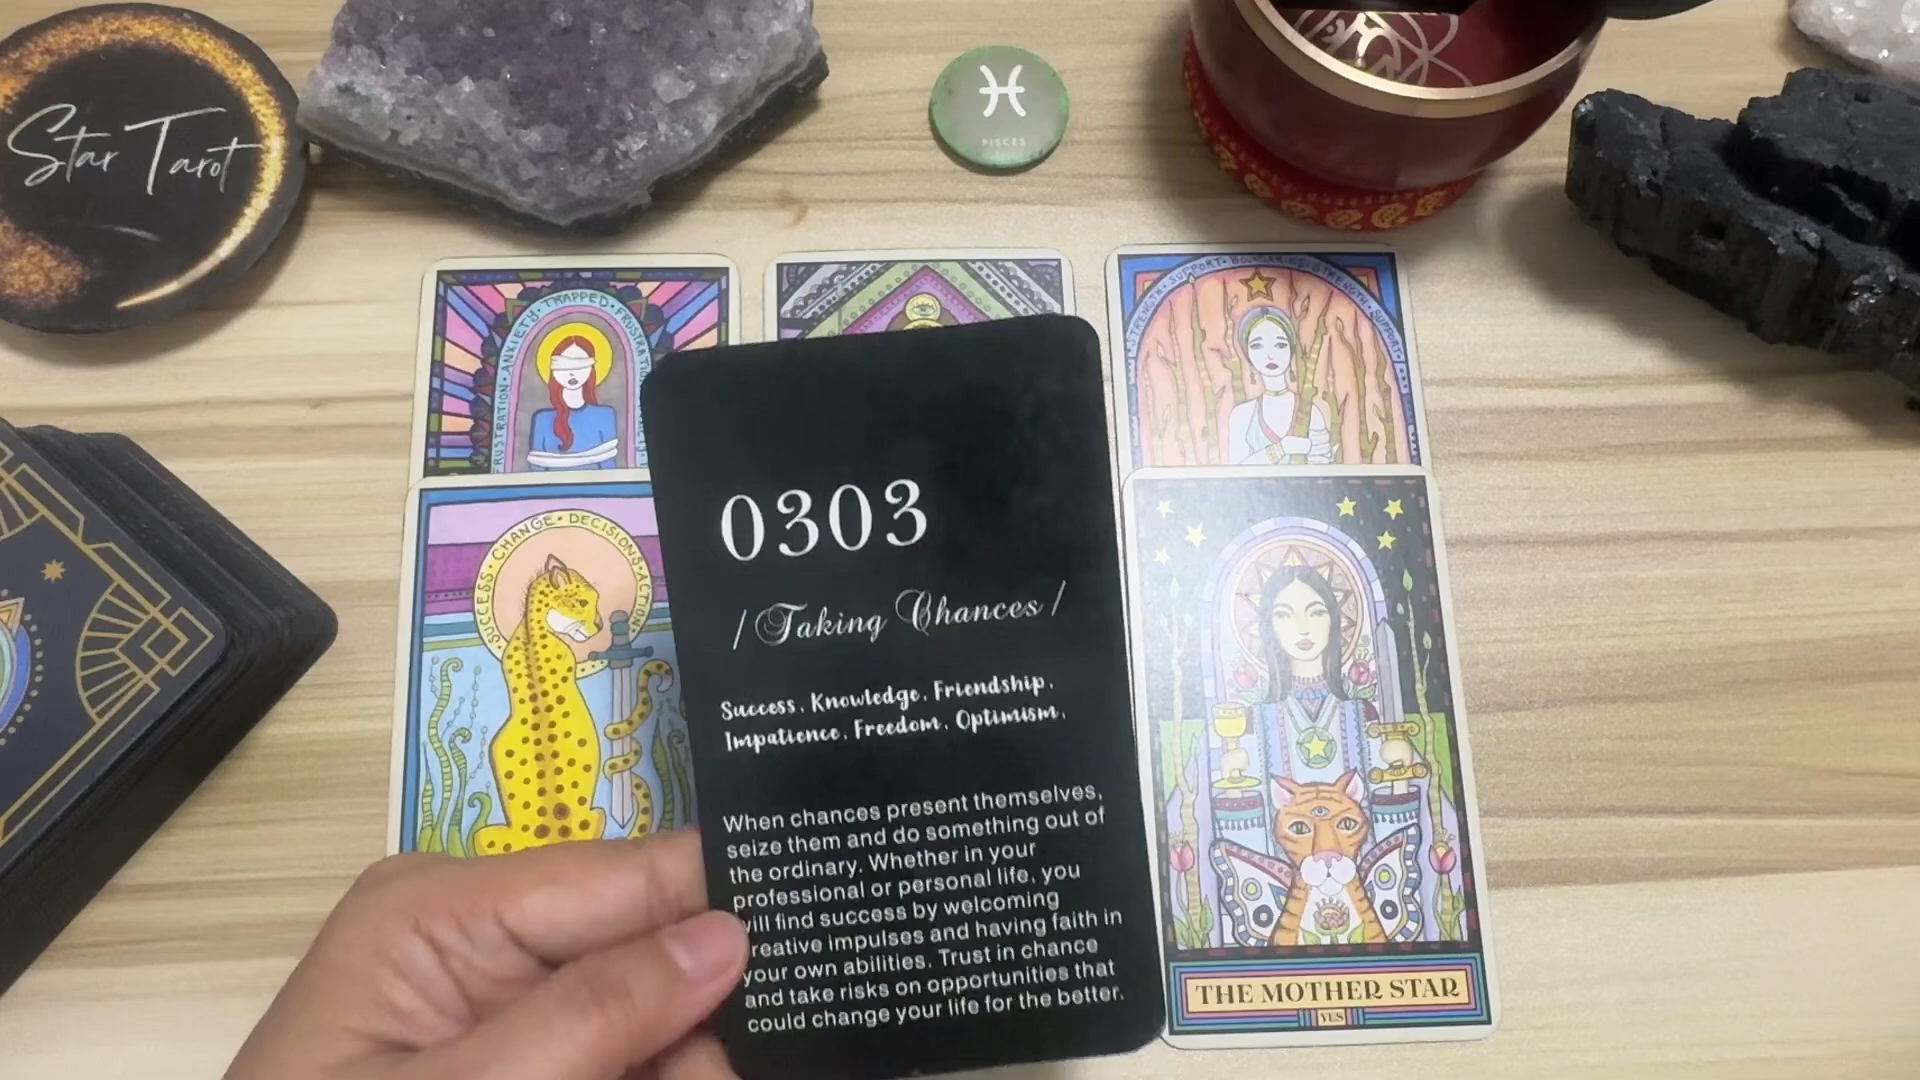 Star Tarot
PISCES
FRUSTRATION • ANXIETY • TRAPPED • FRUSTRATION
STRENGTH • SUPPORT • BOUNDARIES • STRENGTH • SUPPORT •
SUCCESS • CHANGE • DECISIONS • ACTION •
0303
/ Taking Chances /
Success, Knowledge, Friendship,
Impatience, Freedom, Optimism,
When chances present themselves,
seize them and do something out of
the ordinary. Whether in your
professional or personal life, you
will find success by welcoming
reative impulses and having faith in
your own abilities. Trust in chance
and take risks on opportunities that
could change your life for the better.
THE MOTHER STAR
YES